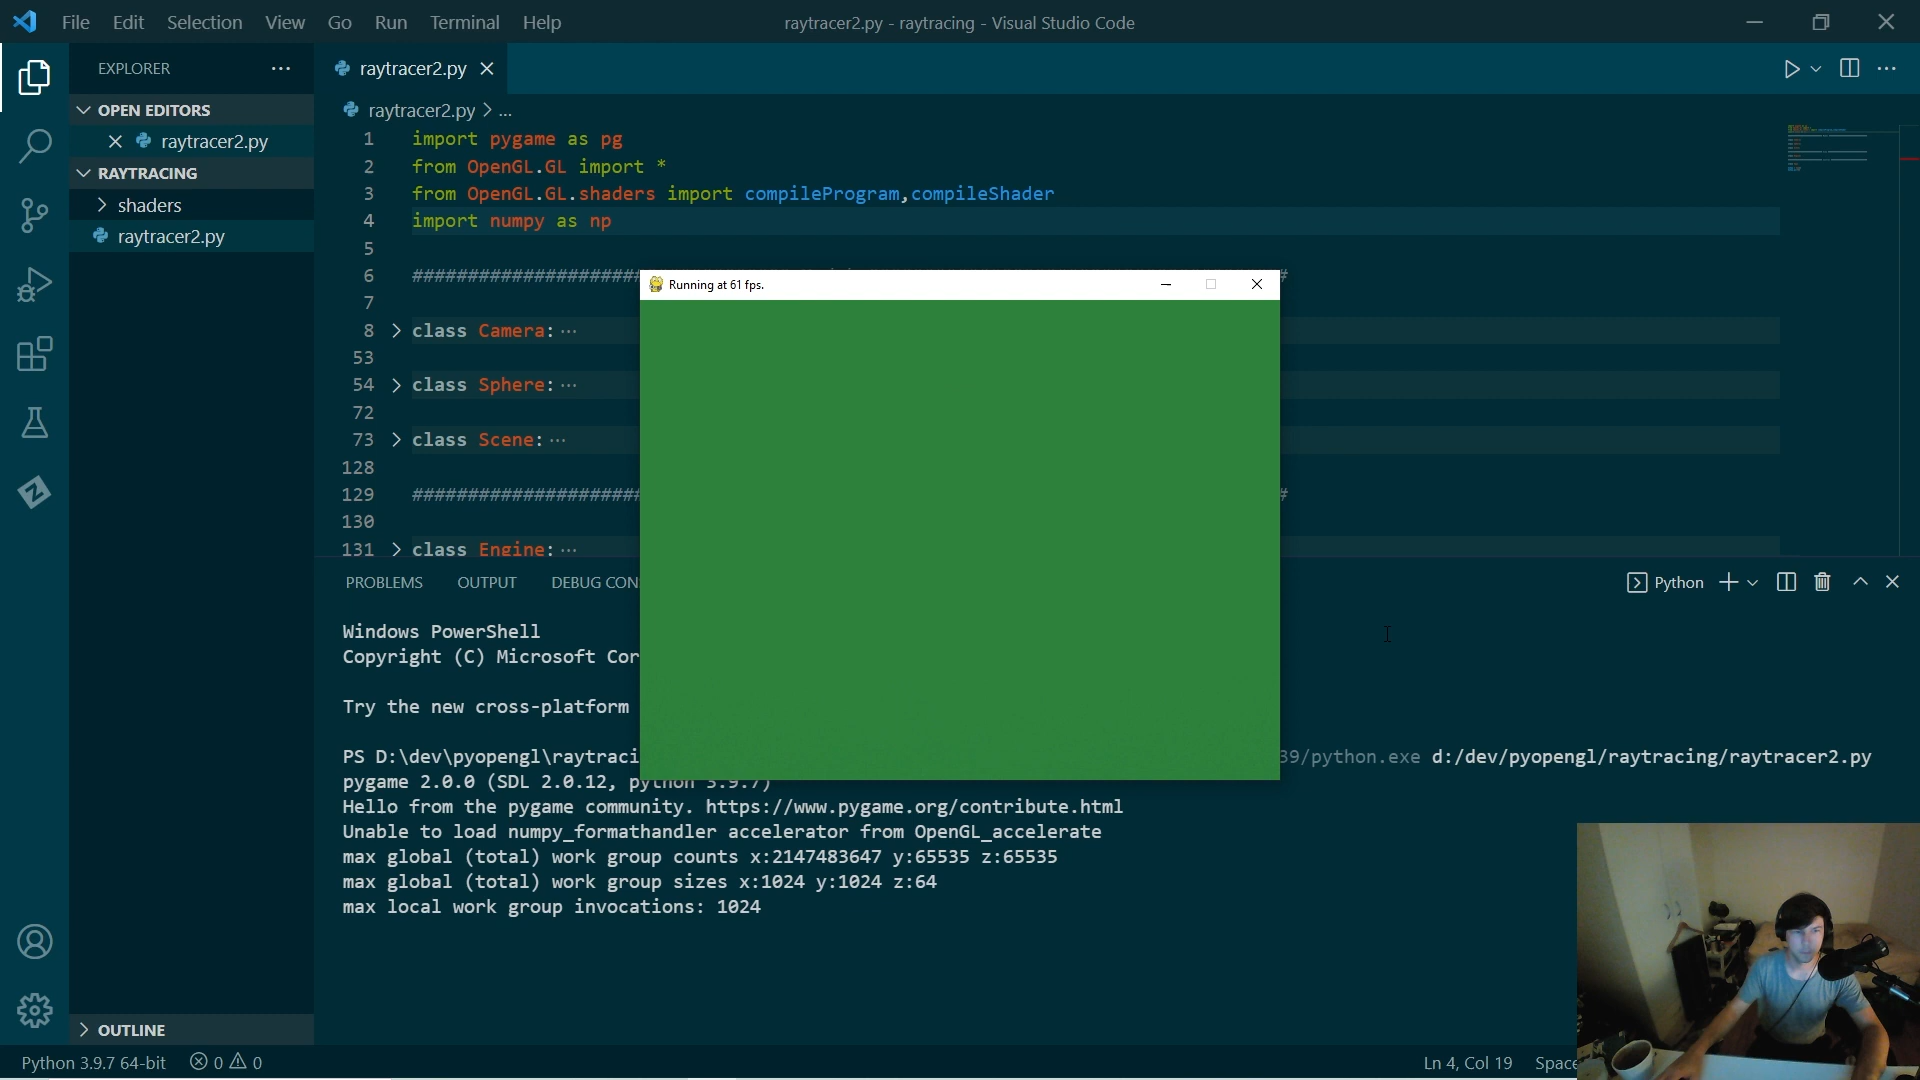 File Edit Selection View Go Run Terminal Help
raytracer2.py - raytracing - Visual Studio Code
EXPLORER
OPEN EDITORS
raytracer2.py
RAYTRACING
shaders
raytracer2.py
OUTLINE
raytracer2.py
raytracer2.py > ...
1 import pygame as pg
2 from OpenGL.GL import *
3 from OpenGL.GL.shaders import compileProgram,compileShader
4 import numpy as np
5
6 #####################
7
8 class Camera: ...
53
54 class Sphere: ...
72
73 class Scene: ...
128
129 #####################
130
131 class Engine: ...
Running at 61 fps.
PROBLEMS OUTPUT DEBUG CON
Python
Windows PowerShell
Copyright (C) Microsoft Cor
Try the new cross-platform
PS D:\dev\pyopengl\raytraci 39/python.exe d:/dev/pyopengl/raytracing/raytracer2.py
pygame 2.0.0 (SDL 2.0.12, python 3.9.7)
Hello from the pygame community. https://www.pygame.org/contribute.html
Unable to load numpy_formathandler accelerator from OpenGL_accelerate
max global (total) work group counts x:2147483647 y:65535 z:65535
max global (total) work group sizes x:1024 y:1024 z:64
max local work group invocations: 1024
Python 3.9.7 64-bit 0 0
Ln 4, Col 19 Space